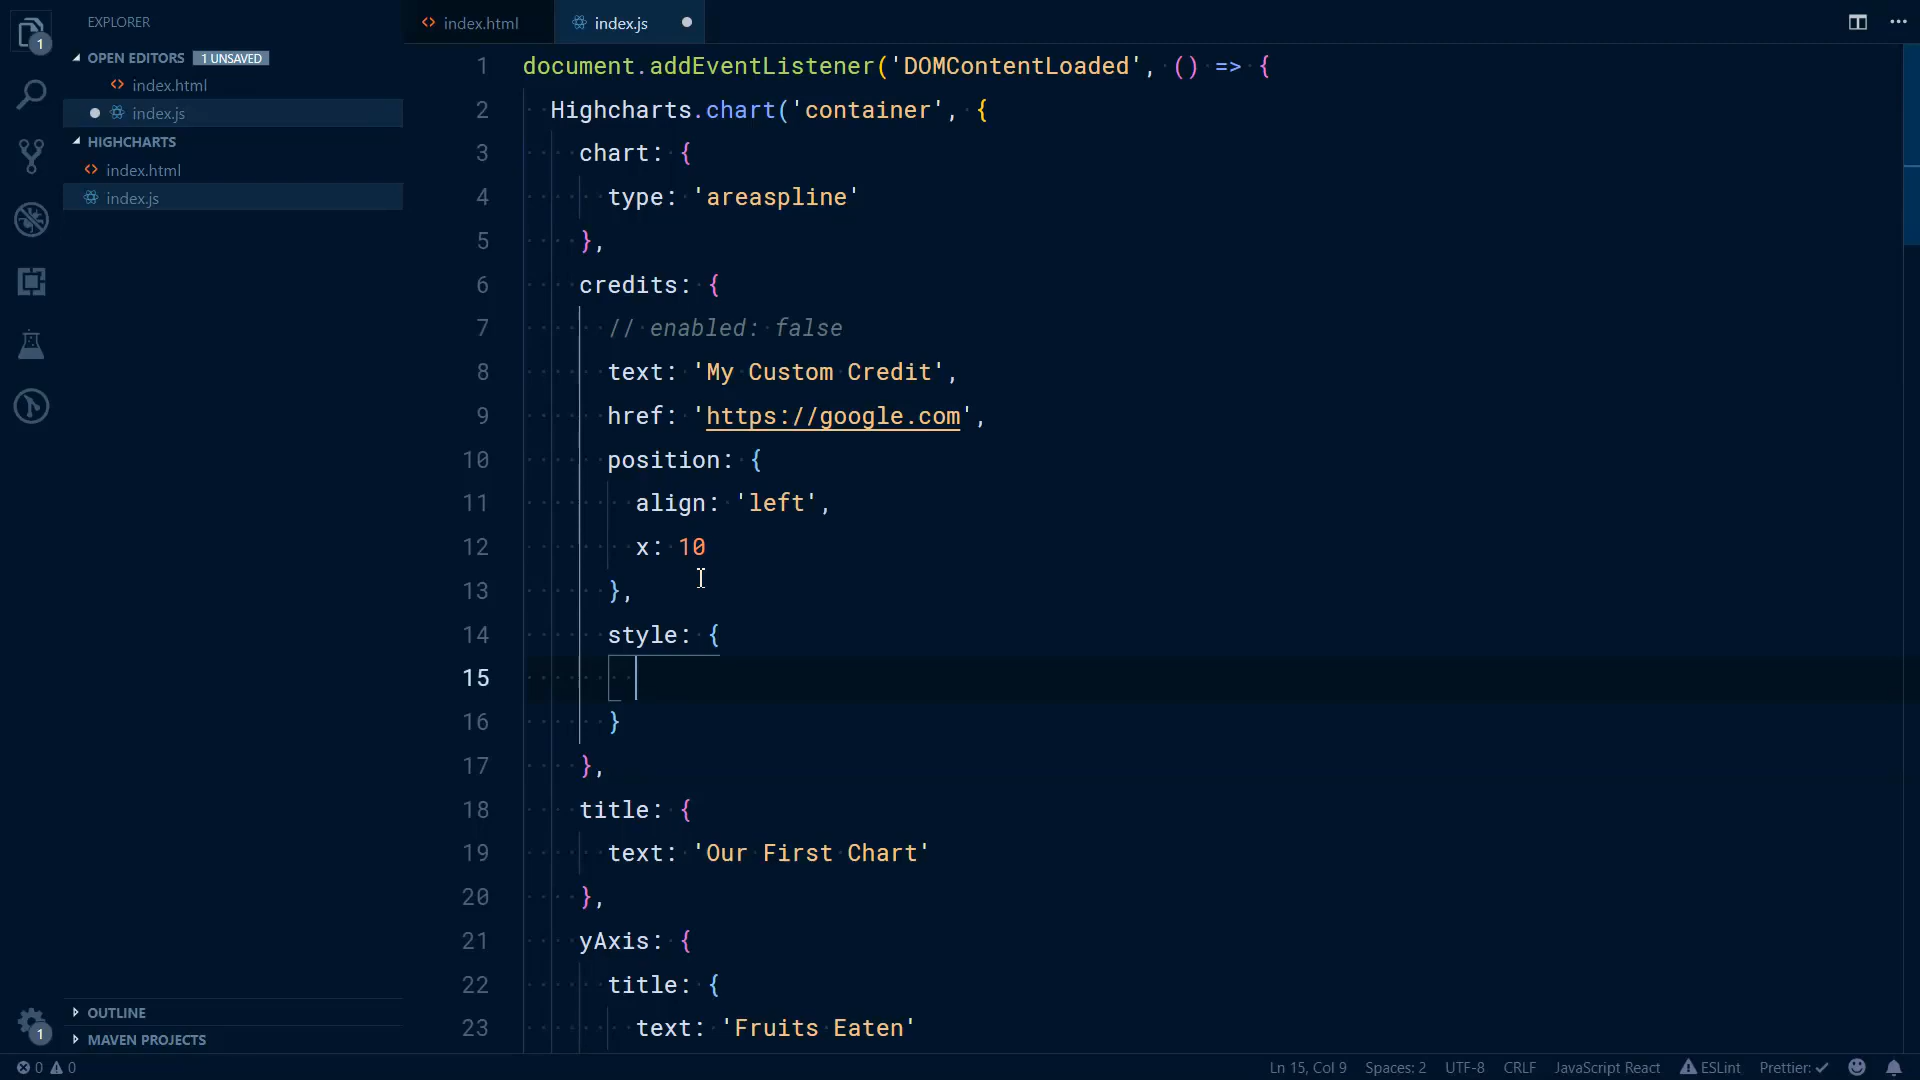 EXPLORER
OPEN EDITORS 1 UNSAVED
index.html
index.js
HIGHCHARTS
index.html
index.js
OUTLINE
MAVEN PROJECTS
1
1
index.html index.js
1 document.addEventListener('DOMContentLoaded', () => {
2 Highcharts.chart('container', {
3 chart: {
4 type: 'areaspline'
5 },
6 credits: {
7 // enabled: false
8 text: 'My Custom Credit',
9 href: 'https://google.com',
10 position: {
11 align: 'left',
12 x: 10
13 },
14 style: {
15
16 }
17 },
18 title: {
19 text: 'Our First Chart'
20 },
21 yAxis: {
22 title: {
23 text: 'Fruits Eaten'
0 0 Ln 15, Col 9 Spaces: 2 UTF-8 CRLF JavaScript React ESLint Prettier: ✓